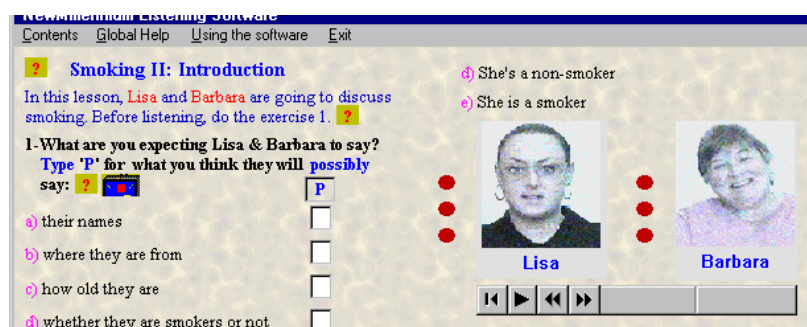 NewMillennium Listening Software
Contents Global Help Using the software Exit
? Smoking II: Introduction
In this lesson, Lisa and Barbara are going to discuss
smoking. Before listening, do the exercise 1. ?
1-What are you expecting Lisa & Barbara to say?
Type 'P' for what you think they will possibly
say: ?
P
a) their names
b) where they are from
c) how old they are
d) whether they are smokers or not
d) She's a non-smoker
e) She is a smoker
Lisa
Barbara